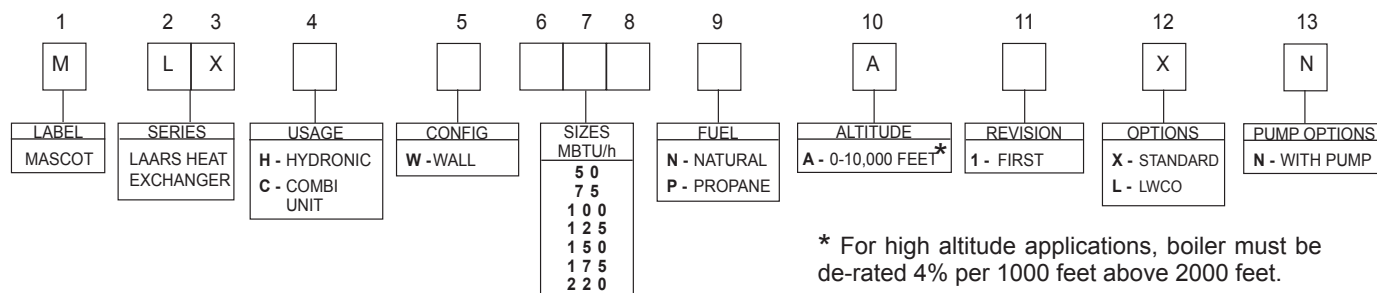 1 2 3 4 5 6 7 8 9 10 11 12 13
M L X A X N
LABEL
MASCOT
SERIES
LAARS HEAT
EXCHANGER
USAGE
H - HYDRONIC
C - COMBI
UNIT
CONFIG
W - WALL
SIZES
MBTU/h
50
75
100
125
150
175
220
FUEL
N - NATURAL
P - PROPANE
ALTITUDE
A - 0-10,000 FEET*
REVISION
1 - FIRST
OPTIONS
X - STANDARD
L - LWCO
PUMP OPTIONS
N - WITH PUMP
* For high altitude applications, boiler must be
de-rated 4% per 1000 feet above 2000 feet.